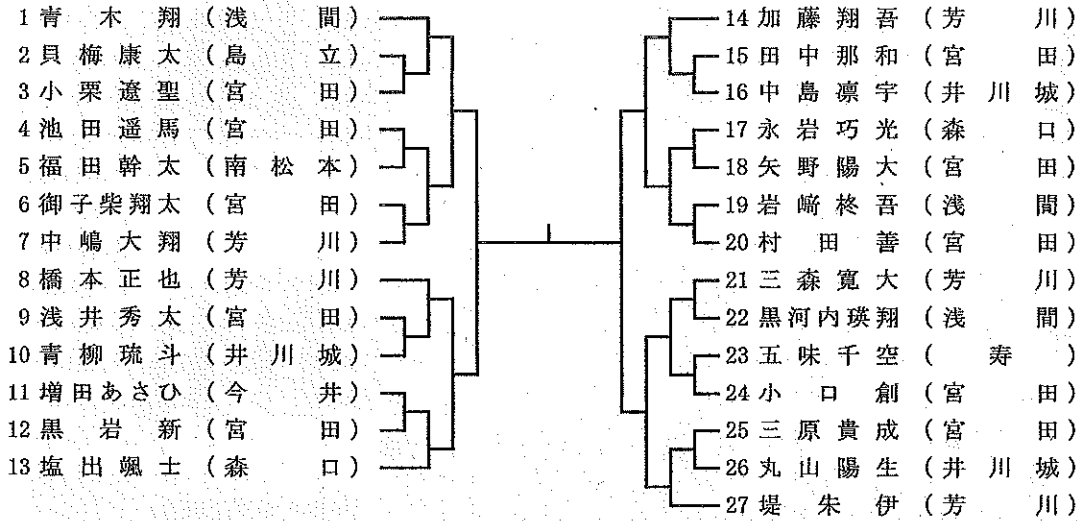 1 青木翔 (浅間)
2 貝梅康太 (島立)
3 小栗遼聖 (宮田)
4 池田遥馬 (宮田)
5 福田幹太 (南松本)
6 御子柴翔太 (宮田)
7 中嶋大翔 (芳川)
8 橋本正也 (芳川)
9 浅井秀太 (宮田)
10 青柳琉斗 (井川城)
11 増田あさひ (今井)
12 黒岩新 (宮田)
13 塩出颯士 (森口)
14 加藤翔吾 (芳川)
15 田中那和 (宮田)
16 中島凛宇 (井川城)
17 永岩巧光 (森口)
18 矢野陽大 (宮田)
19 岩﨑柊吾 (浅間)
20 村田善 (宮田)
21 三森寛大 (芳川)
22 黒河内瑛翔 (浅間)
23 五味千空 (寿)
24 小口創 (宮田)
25 三原貴成 (宮田)
26 丸山陽生 (井川城)
27 堤朱伊 (芳川)